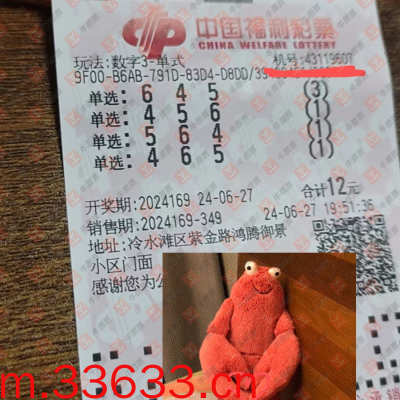 中国福利彩票
CHINA WELFARE LOTTERY
玩法:数字3-单式 机号:43119607
9F00-B6AB-791D-83D4-D8DD/39
单选: 6 4 5 (3)
单选: 4 5 6 (1)
单选: 5 6 4 (1)
单选: 4 6 5 (1)
开奖期:2024169 24-06-27 合计12元
销售期:2024169-349 24-06-27 19:51:36
地址:冷水滩区紫金路鸿腾御景
小区门面
感谢您为公
m.33633.cn